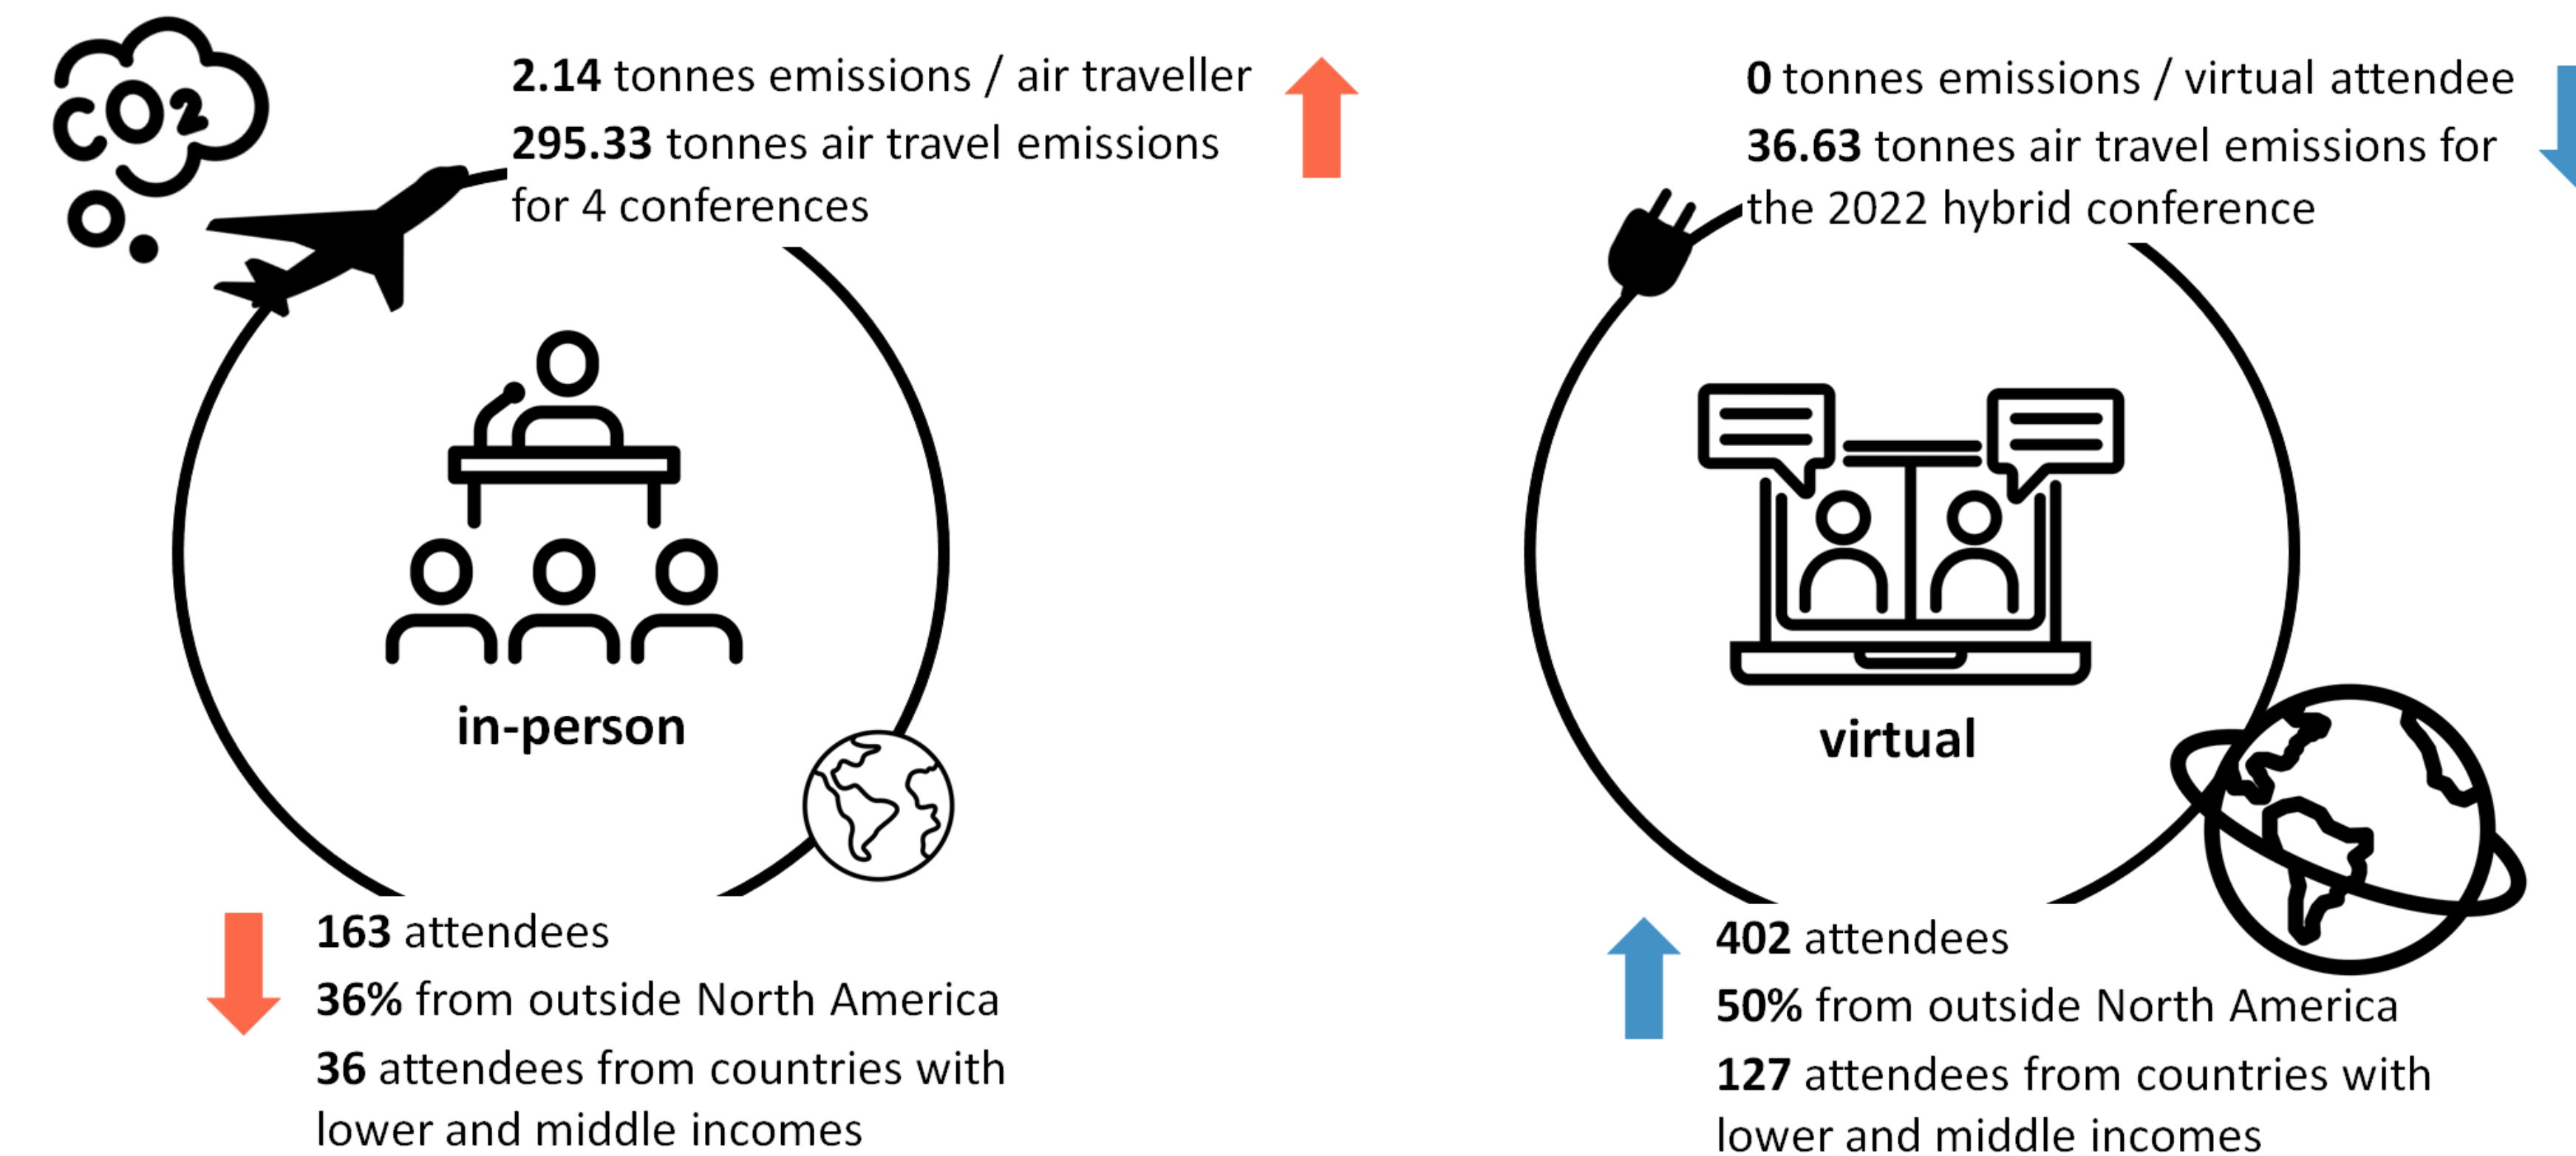 CO2
2.14 tonnes emissions / air traveller
295.33 tonnes air travel emissions
for 4 conferences
in-person
163 attendees
36% from outside North America
36 attendees from countries with
lower and middle incomes
0 tonnes emissions / virtual attendee
36.63 tonnes air travel emissions for
the 2022 hybrid conference
virtual
402 attendees
50% from outside North America
127 attendees from countries with
lower and middle incomes